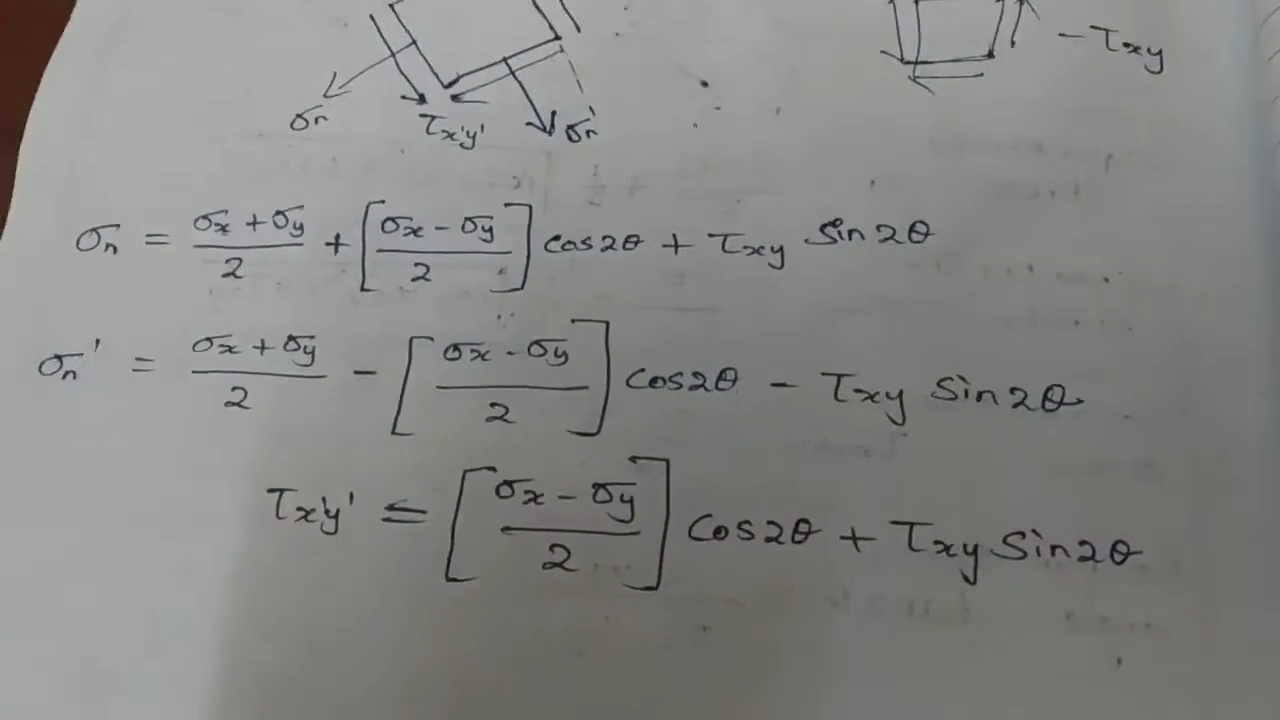 - τxy
σn τx'y' σn'
σn = (σx + σy)/2 + [(σx - σy)/2] cos2θ + τxy Sin2θ
σn' = (σx + σy)/2 - [(σx - σy)/2] cos2θ - τxy Sin2θ
τx'y' = [(σx - σy)/2] cos2θ + τxy Sin2θ